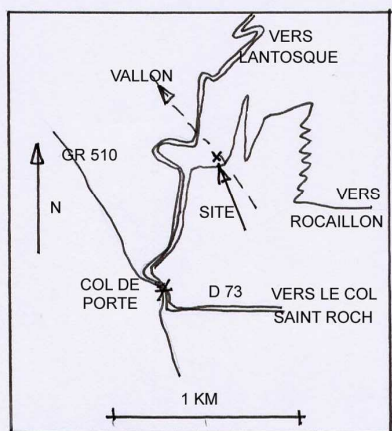 VERS
LANTOSQUE
VALLON
GR 510
N
SITE
VERS
ROCAILLON
COL DE
PORTE
D 73
VERS LE COL
SAINT ROCH
1 KM